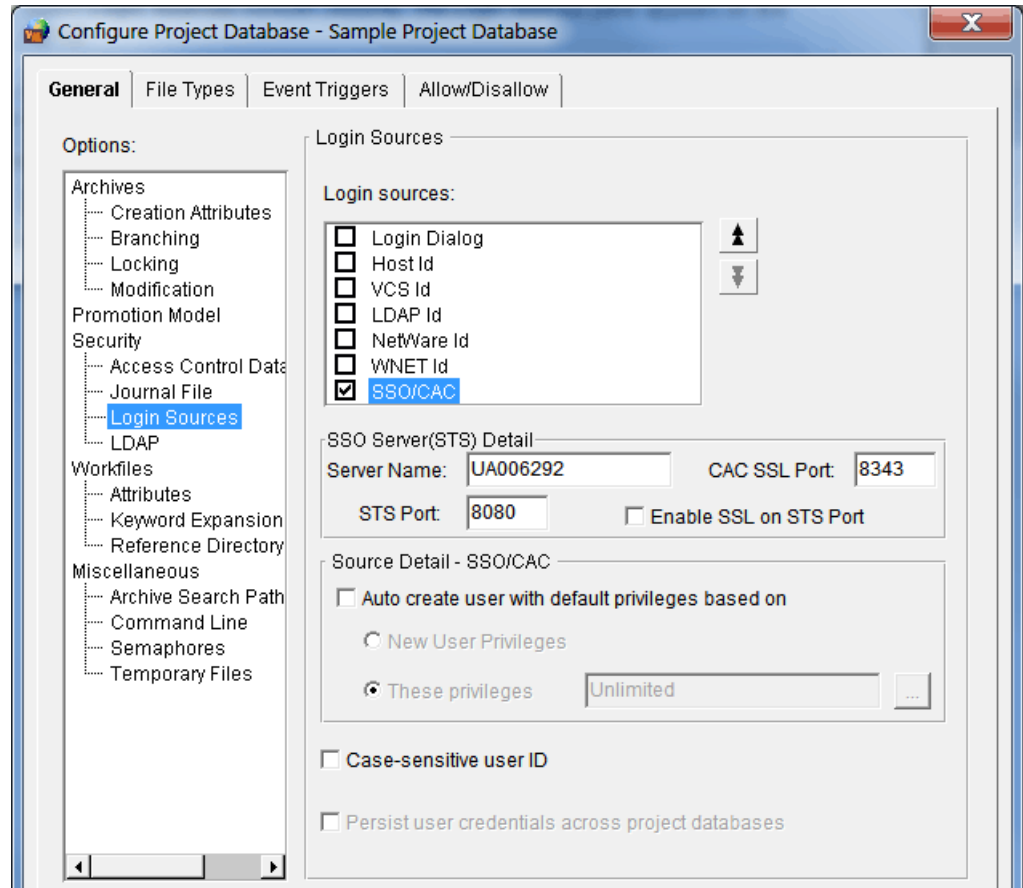 Configure Project Database - Sample Project Database
General File Types Event Triggers Allow/Disallow
Options:
Archives
Creation Attributes
Branching
Locking
Modification
Promotion Model
Security
Access Control Data
Journal File
Login Sources
LDAP
Workfiles
Attributes
Keyword Expansion
Reference Directory
Miscellaneous
Archive Search Path
Command Line
Semaphores
Temporary Files
Login Sources
Login sources:
Login Dialog
Host Id
VCS Id
LDAP Id
NetWare Id
WNET Id
SSO/CAC
SSO Server(STS) Detail
Server Name: UA006292 CAC SSL Port: 8343
STS Port: 8080 Enable SSL on STS Port
Source Detail - SSO/CAC
Auto create user with default privileges based on
New User Privileges
These privileges Unlimited ...
Case-sensitive user ID
Persist user credentials across project databases